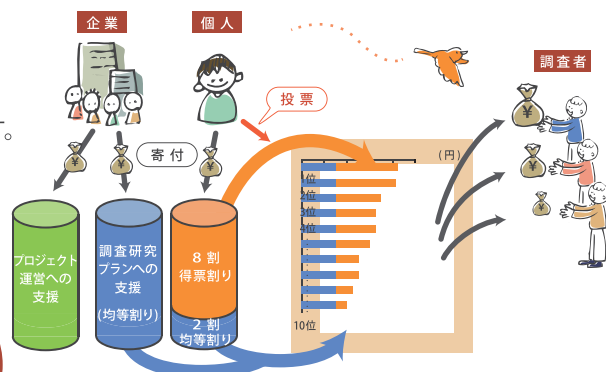 企業
個人
調査者
投票
寄付
(円)
1位
2位
3位
4位
10位
プロジェクト
運営への
支援
調査研究
プランへの
支援
(均等割り)
8割
得票割り
2割
均等割り
¥
¥
¥
¥
¥
¥
。